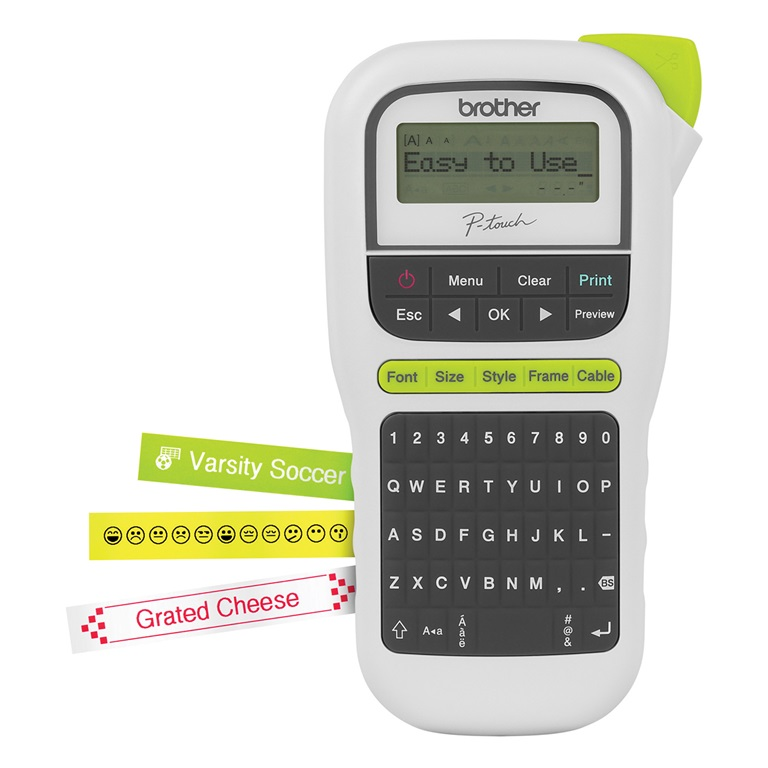 brother
[A] A A
Easy to Use_
P-touch
Menu Clear Print
Esc OK Preview
Font Size Style Frame Cable
1 2 3 4 5 6 7 8 9 0
Q W E R T Y U I O P
A S D F G H J K L -
Z X C V B N M , . BS
A◂a Á à ë # @ &
Varsity Soccer
Grated Cheese